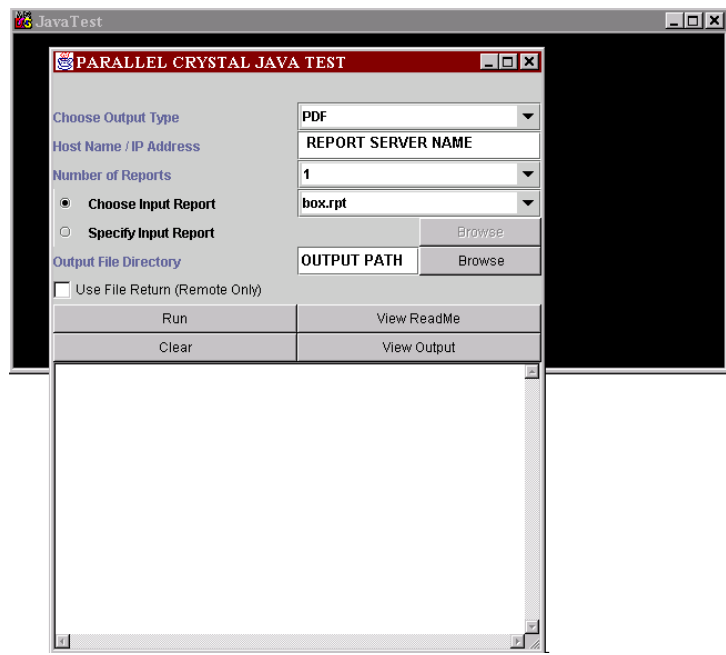 JavaTest
PARALLEL CRYSTAL JAVA TEST
Choose Output Type PDF
Host Name / IP Address REPORT SERVER NAME
Number of Reports 1
Choose Input Report box.rpt
Specify Input Report Browse
Output File Directory OUTPUT PATH Browse
Use File Return (Remote Only)
Run View ReadMe
Clear View Output